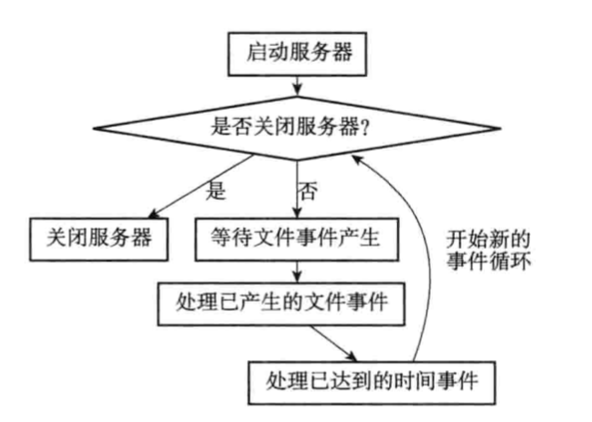 启动服务器
是否关闭服务器?
是
否
关闭服务器
等待文件事件产生
开始新的
事件循环
处理已产生的文件事件
处理已达到的时间事件